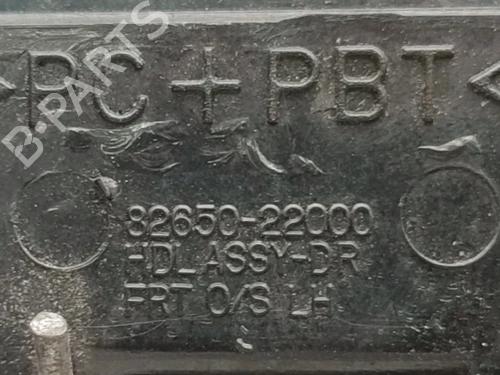 >PC+PBT<
82650-22000
HDL ASSY-DR
FRT O/S LH
B-PARTS